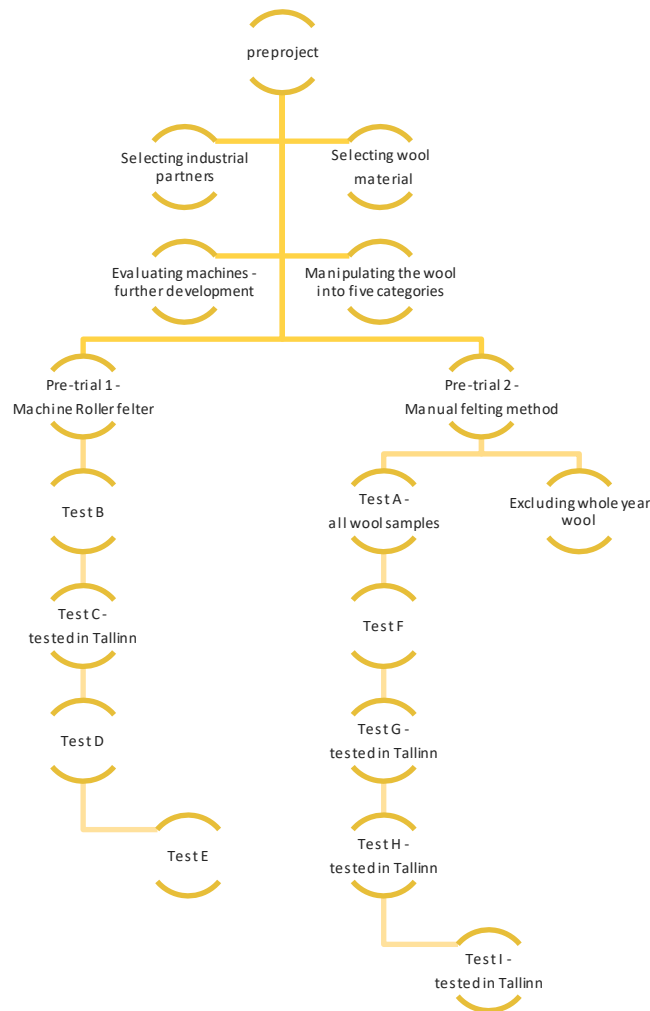 preproject
Selecting industrial
partners
Selecting wool
material
Evaluating machines -
further development
Manipulating the wool
into five categories
Pre-trial 1 -
Machine Roller felter
Pre-trial 2 -
Manual felting method
Test B
Test A -
all wool samples
Excluding whole year
wool
Test C -
tested in Tallinn
Test F
Test D
Test G -
tested in Tallinn
Test E
Test H -
tested in Tallinn
Test I -
tested in Tallinn